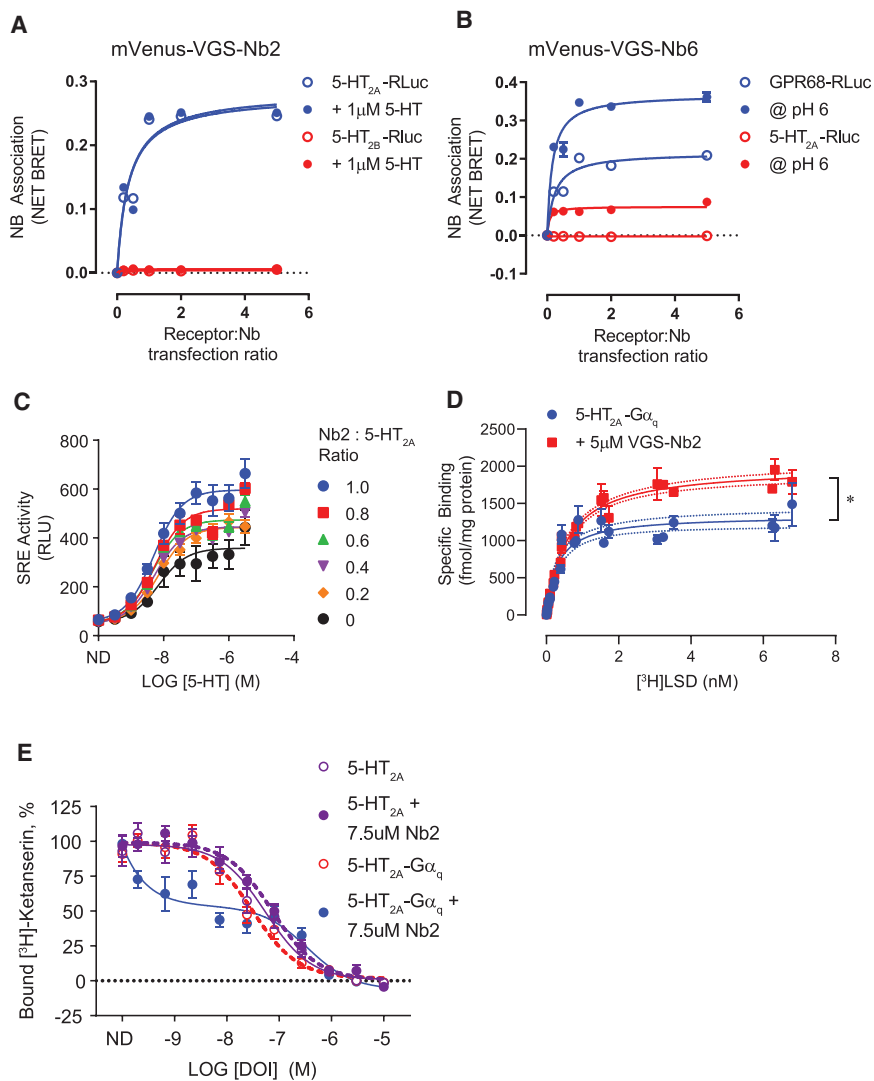 A
mVenus-VGS-Nb2
NB Association
(NET BRET)
0.3
0.2
0.1
0.0
0
2
4
6
Receptor:Nb
transfection ratio
5-HT2A-RLuc
+ 1μM 5-HT
5-HT2B-Rluc
+ 1μM 5-HT
B
mVenus-VGS-Nb6
NB Association
(NET BRET)
0.4
0.3
0.2
0.1
0.0
-0.1
0
2
4
6
Receptor:Nb
transfection ratio
GPR68-RLuc
@ pH 6
5-HT2A-Rluc
@ pH 6
C
SRE Activity
(RLU)
800
600
400
200
0
ND
-8
-6
-4
LOG [5-HT] (M)
Nb2 : 5-HT2A
Ratio
1.0
0.8
0.6
0.4
0.2
0
D
5-HT2A-Gαq
+ 5μM VGS-Nb2
Specific Binding
(fmol/mg protein)
2500
2000
1500
1000
500
0
0
2
4
6
8
[³H]LSD (nM)
*
E
Bound [³H]-Ketanserin, %
125
100
75
50
25
0
-25
ND
-9
-8
-7
-6
-5
LOG [DOI] (M)
5-HT2A
5-HT2A +
7.5uM Nb2
5-HT2A-Gαq
5-HT2A-Gαq +
7.5uM Nb2